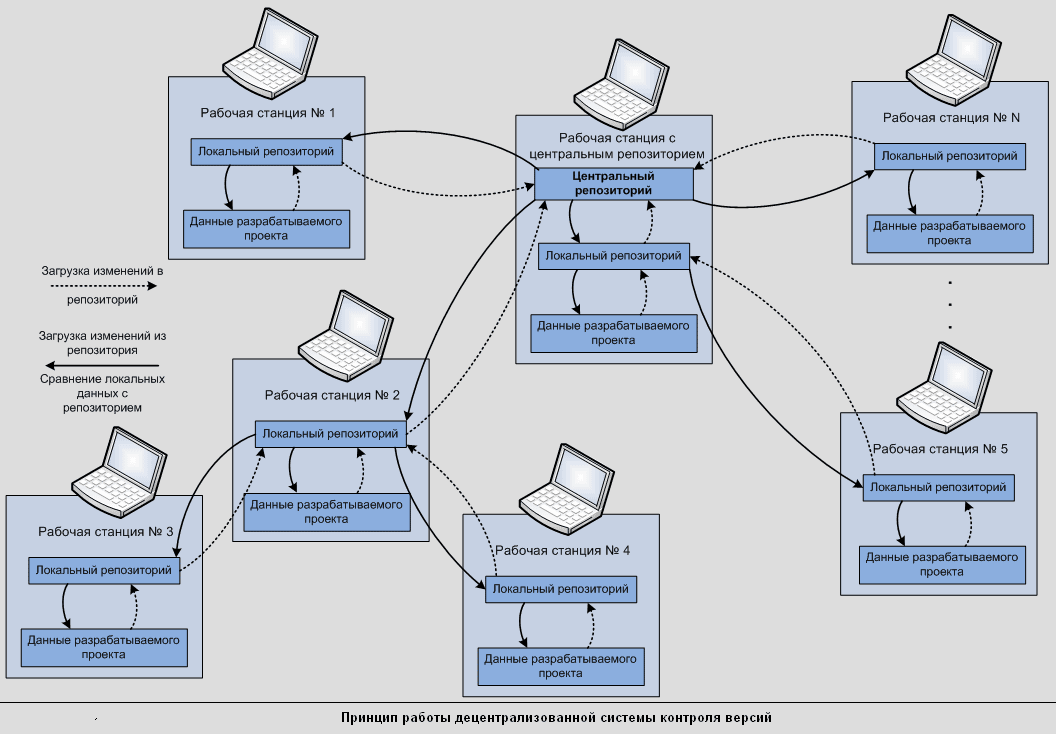 Рабочая станция № 1
Локальный репозиторий
Данные разрабатываемого
проекта
Рабочая станция с
центральным репозиторием
Центральный
репозиторий
Локальный репозиторий
Данные разрабатываемого
проекта
Рабочая станция № N
Локальный репозиторий
Данные разрабатываемого
проекта
Загрузка изменений в
репозиторий
Загрузка изменений из
репозитория
Сравнение локальных
данных с
репозиторием
Рабочая станция № 2
Локальный репозиторий
Данные разрабатываемого
проекта
Рабочая станция № 3
Локальный репозиторий
Данные разрабатываемого
проекта
Рабочая станция № 4
Локальный репозиторий
Данные разрабатываемого
проекта
Рабочая станция № 5
Локальный репозиторий
Данные разрабатываемого
проекта
Принцип работы децентрализованной системы контроля версий